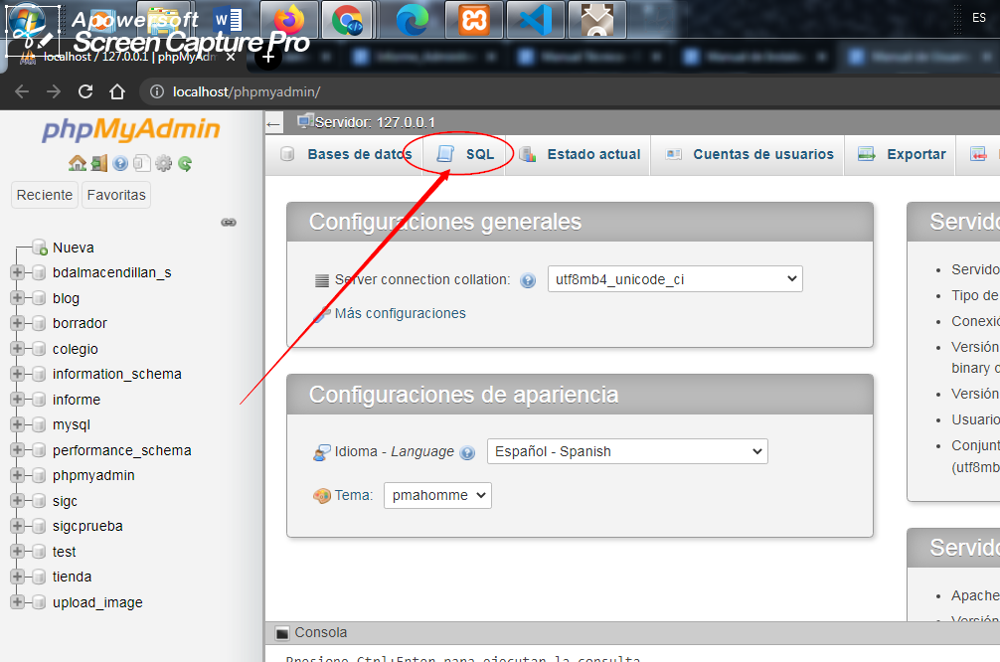 Apowersoft
Screen Capture Pro
ES
localhost / 127.0.0.1 | phpMyAdn
localhost/phpmyadmin/
phpMyAdmin
Reciente Favoritas
Nueva
bdalmacendillan_s
blog
borrador
colegio
information_schema
informe
mysql
performance_schema
phpmyadmin
sigc
sigcprueba
test
tienda
upload_image
Servidor: 127.0.0.1
Bases de datos SQL Estado actual Cuentas de usuarios Exportar
Configuraciones generales
Server connection collation: utf8mb4_unicode_ci
Más configuraciones
Configuraciones de apariencia
Idioma - Language Español - Spanish
Tema: pmahomme
Servido
Servido
Tipo de
Conexió
Versión
binary d
Versión
Usuario
Conjunt
(utf8mb
Servido
Apache
Versión
Consola
Presione Ctrl+Enter para ejecutar la consulta